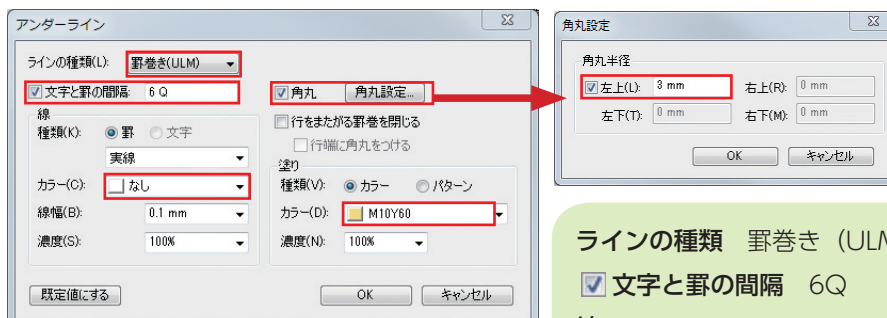 アンダーライン
ラインの種類(L): 罫巻き(ULM)
文字と罫の間隔: 6 Q
線
種類(K): 罫 文字
実線
カラー(C): なし
線幅(B): 0.1 mm
濃度(S): 100%
角丸 角丸設定...
行をまたがる罫巻を閉じる
行端に角丸をつける
塗り
種類(V): カラー パターン
カラー(D): M10Y60
濃度(N): 100%
既定値にする OK キャンセル
角丸設定
角丸半径
左上(L): 3 mm 右上(R): 0 mm
左下(T): 0 mm 右下(M): 0 mm
OK キャンセル
ラインの種類 罫巻き（ULM
文字と罫の間隔 6Q